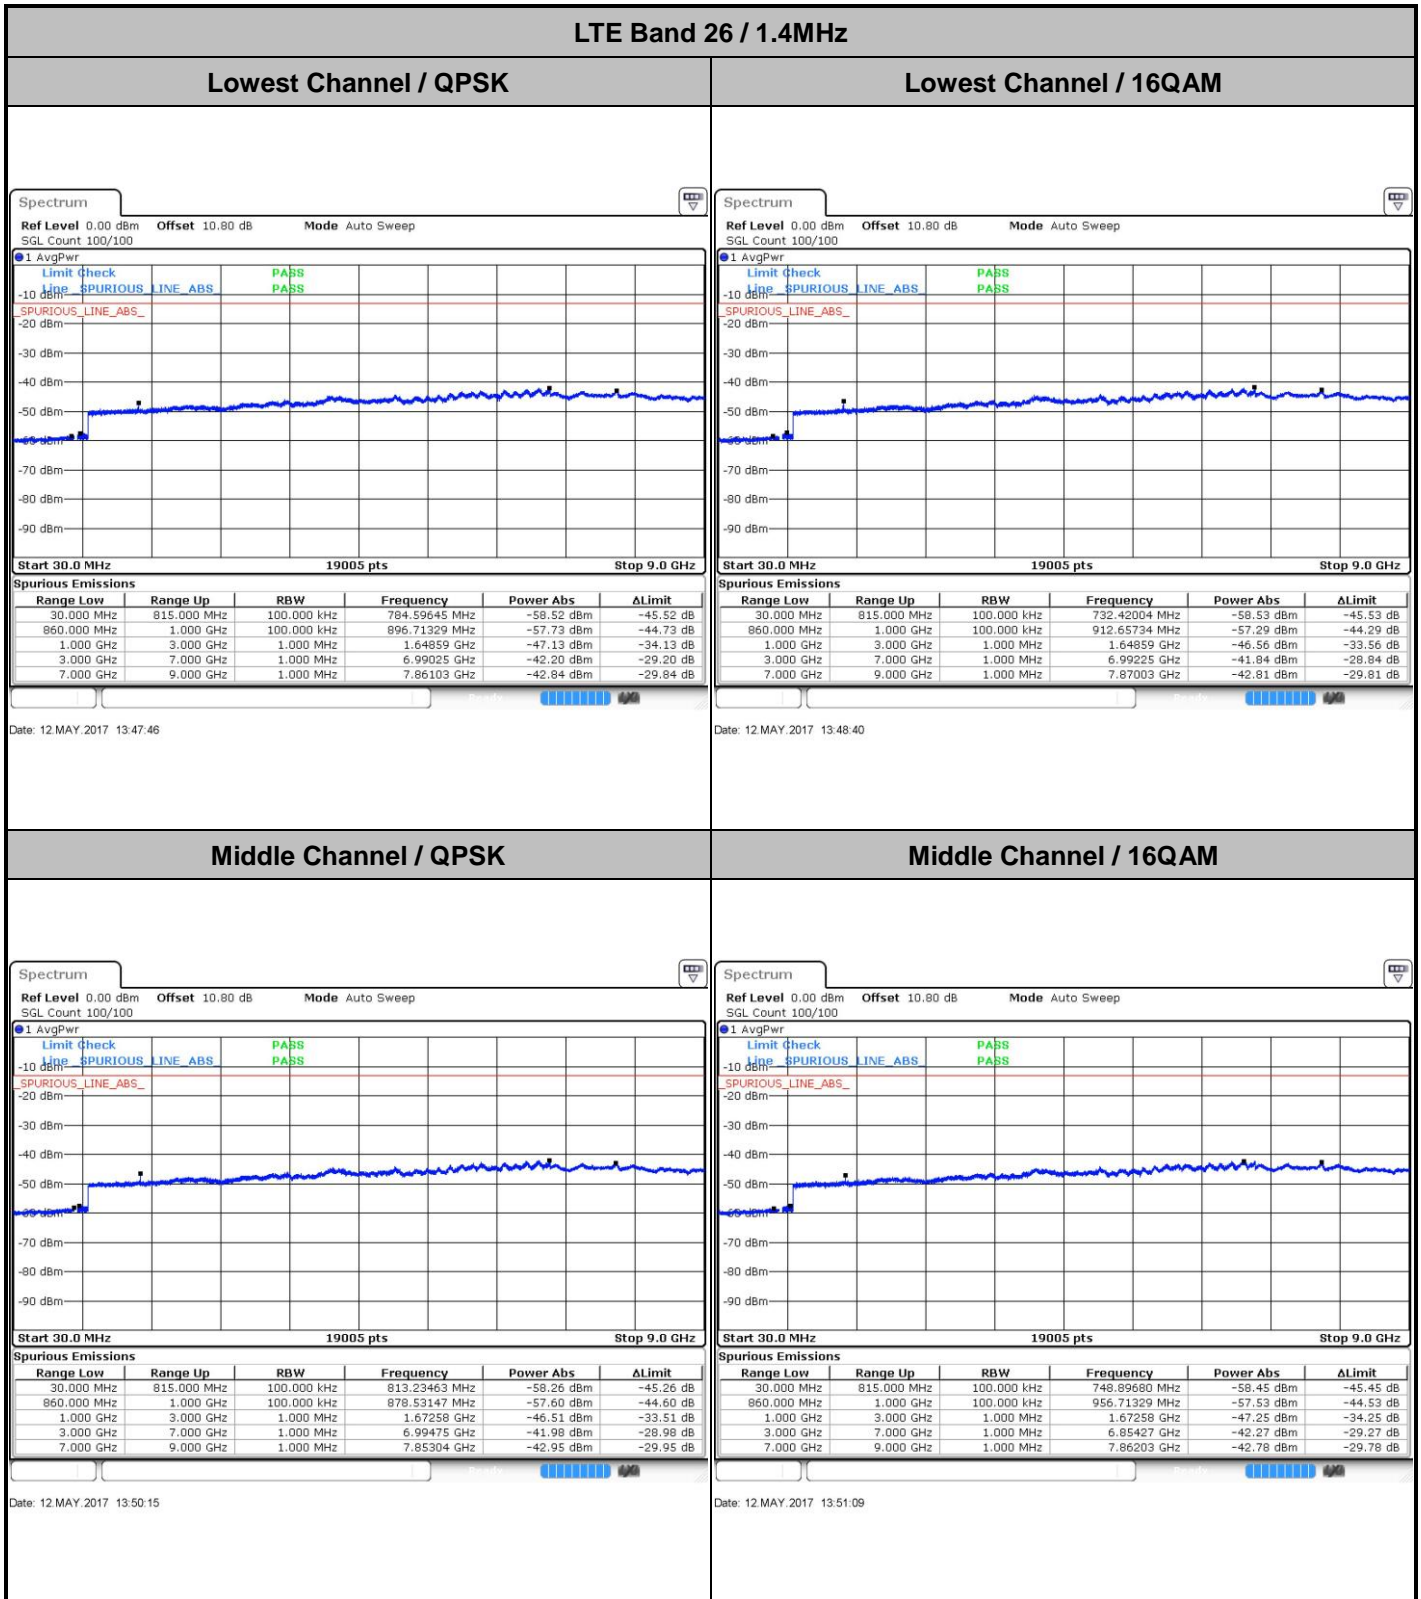 LTE Band 26 / 1.4MHz
Lowest Channel / QPSK
Lowest Channel / 16QAM
Spectrum
Ref Level 0.00 dBm Offset 10.80 dB Mode Auto Sweep
SGL Count 100/100
1 AvgPwr
Limit Check PASS
Line _SPURIOUS_LINE_ABS_ PASS
-10 dBm
_SPURIOUS_LINE_ABS_
-20 dBm
-30 dBm
-40 dBm
-50 dBm
-60 dBm
-70 dBm
-80 dBm
-90 dBm
Start 30.0 MHz 19005 pts Stop 9.0 GHz
Spurious Emissions
Range Low Range Up RBW Frequency Power Abs ΔLimit
30.000 MHz 815.000 MHz 100.000 kHz 784.59645 MHz -58.52 dBm -45.52 dB
860.000 MHz 1.000 GHz 100.000 kHz 896.71329 MHz -57.73 dBm -44.73 dB
1.000 GHz 3.000 GHz 1.000 MHz 1.64859 GHz -47.13 dBm -34.13 dB
3.000 GHz 7.000 GHz 1.000 MHz 6.99025 GHz -42.20 dBm -29.20 dB
7.000 GHz 9.000 GHz 1.000 MHz 7.86103 GHz -42.84 dBm -29.84 dB
Date: 12.MAY.2017 13:47:46
Spectrum
Ref Level 0.00 dBm Offset 10.80 dB Mode Auto Sweep
SGL Count 100/100
1 AvgPwr
Limit Check PASS
Line _SPURIOUS_LINE_ABS_ PASS
-10 dBm
_SPURIOUS_LINE_ABS_
-20 dBm
-30 dBm
-40 dBm
-50 dBm
-60 dBm
-70 dBm
-80 dBm
-90 dBm
Start 30.0 MHz 19005 pts Stop 9.0 GHz
Spurious Emissions
Range Low Range Up RBW Frequency Power Abs ΔLimit
30.000 MHz 815.000 MHz 100.000 kHz 732.42004 MHz -58.53 dBm -45.53 dB
860.000 MHz 1.000 GHz 100.000 kHz 912.65734 MHz -57.29 dBm -44.29 dB
1.000 GHz 3.000 GHz 1.000 MHz 1.64859 GHz -46.56 dBm -33.56 dB
3.000 GHz 7.000 GHz 1.000 MHz 6.99225 GHz -41.84 dBm -28.84 dB
7.000 GHz 9.000 GHz 1.000 MHz 7.87003 GHz -42.81 dBm -29.81 dB
Date: 12.MAY.2017 13:48:40
Middle Channel / QPSK
Middle Channel / 16QAM
Spectrum
Ref Level 0.00 dBm Offset 10.80 dB Mode Auto Sweep
SGL Count 100/100
1 AvgPwr
Limit Check PASS
Line _SPURIOUS_LINE_ABS_ PASS
-10 dBm
_SPURIOUS_LINE_ABS_
-20 dBm
-30 dBm
-40 dBm
-50 dBm
-60 dBm
-70 dBm
-80 dBm
-90 dBm
Start 30.0 MHz 19005 pts Stop 9.0 GHz
Spurious Emissions
Range Low Range Up RBW Frequency Power Abs ΔLimit
30.000 MHz 815.000 MHz 100.000 kHz 813.23463 MHz -58.26 dBm -45.26 dB
860.000 MHz 1.000 GHz 100.000 kHz 878.53147 MHz -57.60 dBm -44.60 dB
1.000 GHz 3.000 GHz 1.000 MHz 1.67258 GHz -46.51 dBm -33.51 dB
3.000 GHz 7.000 GHz 1.000 MHz 6.99475 GHz -41.98 dBm -28.98 dB
7.000 GHz 9.000 GHz 1.000 MHz 7.85304 GHz -42.95 dBm -29.95 dB
Date: 12.MAY.2017 13:50:15
Spectrum
Ref Level 0.00 dBm Offset 10.80 dB Mode Auto Sweep
SGL Count 100/100
1 AvgPwr
Limit Check PASS
Line _SPURIOUS_LINE_ABS_ PASS
-10 dBm
_SPURIOUS_LINE_ABS_
-20 dBm
-30 dBm
-40 dBm
-50 dBm
-60 dBm
-70 dBm
-80 dBm
-90 dBm
Start 30.0 MHz 19005 pts Stop 9.0 GHz
Spurious Emissions
Range Low Range Up RBW Frequency Power Abs ΔLimit
30.000 MHz 815.000 MHz 100.000 kHz 748.89680 MHz -58.45 dBm -45.45 dB
860.000 MHz 1.000 GHz 100.000 kHz 956.71329 MHz -57.53 dBm -44.53 dB
1.000 GHz 3.000 GHz 1.000 MHz 1.67258 GHz -47.25 dBm -34.25 dB
3.000 GHz 7.000 GHz 1.000 MHz 6.85427 GHz -42.27 dBm -29.27 dB
7.000 GHz 9.000 GHz 1.000 MHz 7.86203 GHz -42.78 dBm -29.78 dB
Date: 12.MAY.2017 13:51:09